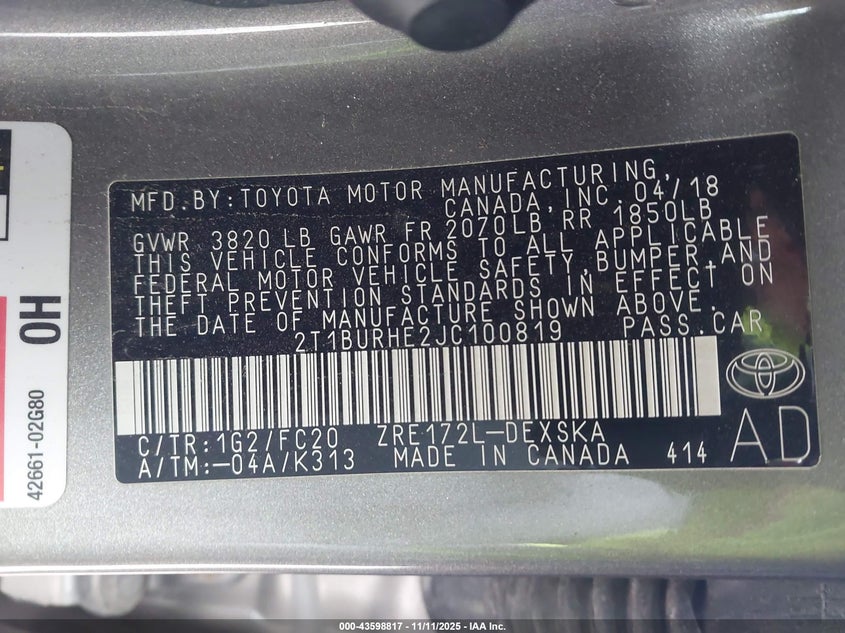 MFD.BY:TOYOTA MOTOR MANUFACTURING,
CANADA,INC. 04/18
GVWR 3820 LB GAWR FR 2070LB RR 1850LB
THIS VEHICLE CONFORMS TO ALL APPLICABLE
FEDERAL MOTOR VEHICLE SAFETY,BUMPER,AND
THEFT PREVENTION STANDARDS IN EFFECT ON
THE DATE OF MANUFACTURE SHOWN ABOVE.
2T1BURHE2JC100819 PASS.CAR
C/TR:1G2/FC20 ZRE172L-DEXSKA
A/TM:-04A/K313 MADE IN CANADA 414
AD
OH
42661-02G80
000-43598817 - 11/11/2025 - IAA Inc.